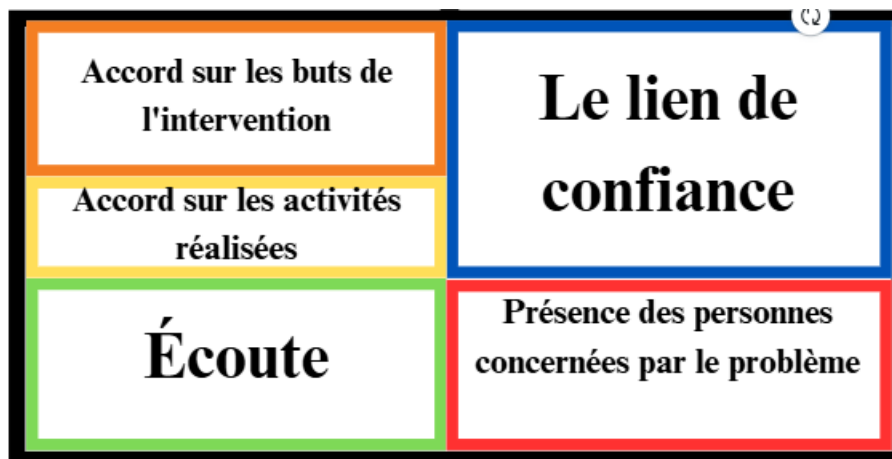 Accord sur les buts de
l'intervention
Accord sur les activités
réalisées
Écoute
Le lien de
confiance
Présence des personnes
concernées par le problème